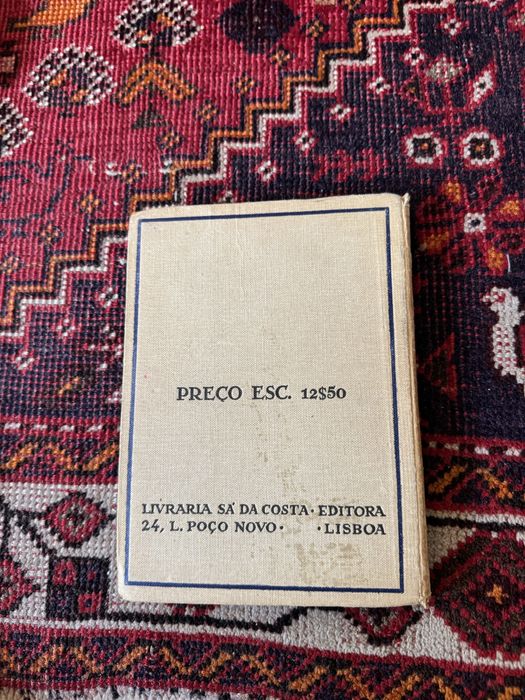 PREÇO ESC. 12$50
LIVRARIA SÁ DA COSTA · EDITORA
24, L. POÇO NOVO · · LISBOA